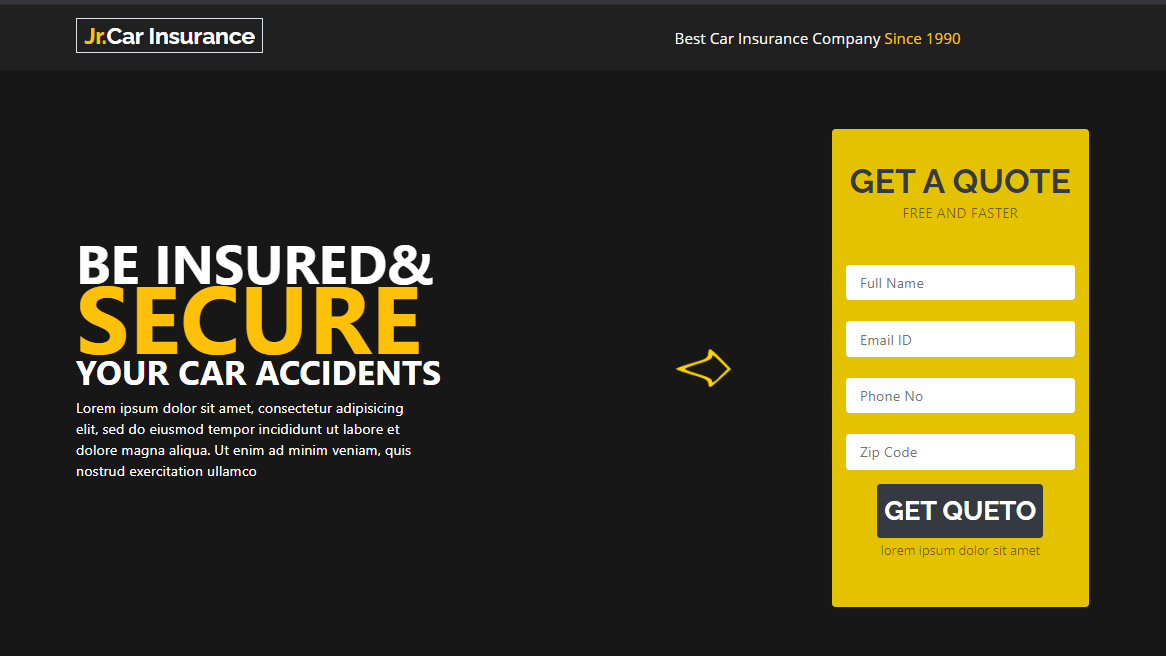 Jr.Car Insurance
Best Car Insurance Company Since 1990
BE INSURED&
SECURE
YOUR CAR ACCIDENTS
Lorem ipsum dolor sit amet, consectetur adipisicing
elit, sed do eiusmod tempor incididunt ut labore et
dolore magna aliqua. Ut enim ad minim veniam, quis
nostrud exercitation ullamco
GET A QUOTE
FREE AND FASTER
Full Name
Email ID
Phone No
Zip Code
GET QUETO
lorem ipsum dolor sit amet